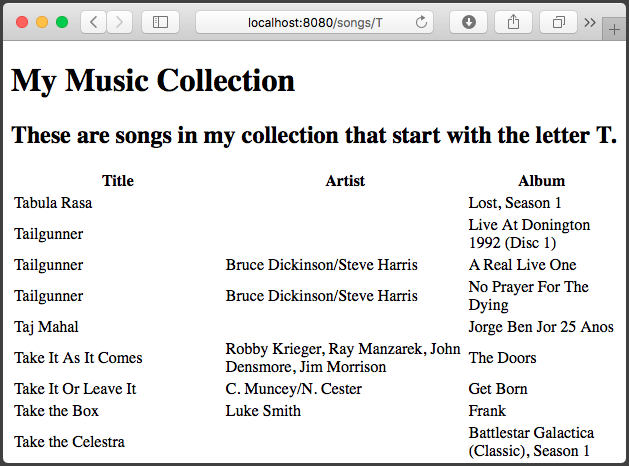 localhost:8080/songs/T
My Music Collection
These are songs in my collection that start with the letter T.
Title Artist Album
Tabula Rasa Lost, Season 1
Tailgunner Live At Donington
1992 (Disc 1)
Tailgunner Bruce Dickinson/Steve Harris A Real Live One
Tailgunner Bruce Dickinson/Steve Harris No Prayer For The
Dying
Taj Mahal Jorge Ben Jor 25 Anos
Take It As It Comes Robby Krieger, Ray Manzarek, John
Densmore, Jim Morrison The Doors
Take It Or Leave It C. Muncey/N. Cester Get Born
Take the Box Luke Smith Frank
Take the Celestra Battlestar Galactica
(Classic), Season 1